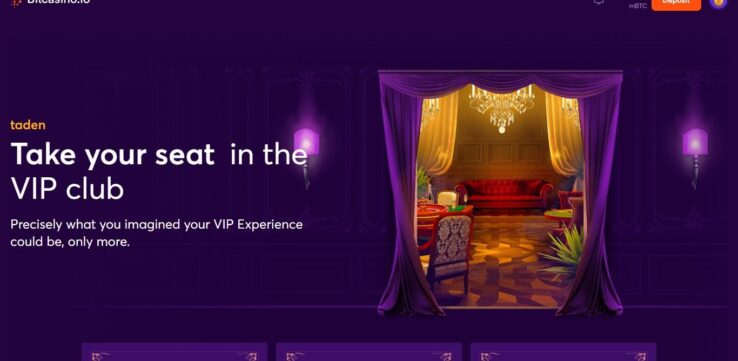 Bitcasino.io
mBTC
Deposit
taden
Take your seat in the
VIP club
Precisely what you imagined your VIP Experience
could be, only more.